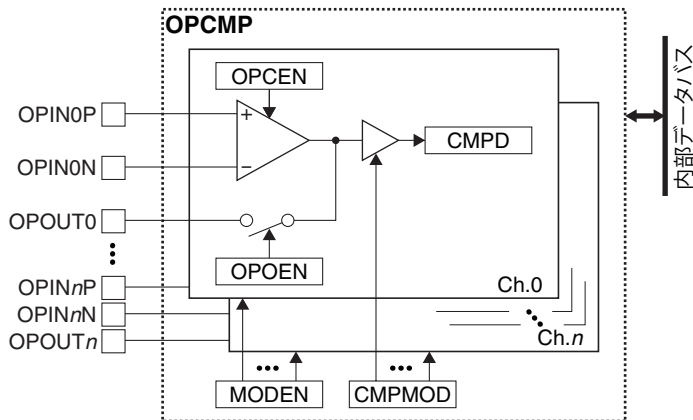 OPCMP
OPCEN
OPIN0P
+
OPIN0N
−
CMPD
OPOUT0
OPOEN
OPINnP
OPINnN
OPOUTn
Ch.0
Ch.n
MODEN
CMPMOD
内部データバス